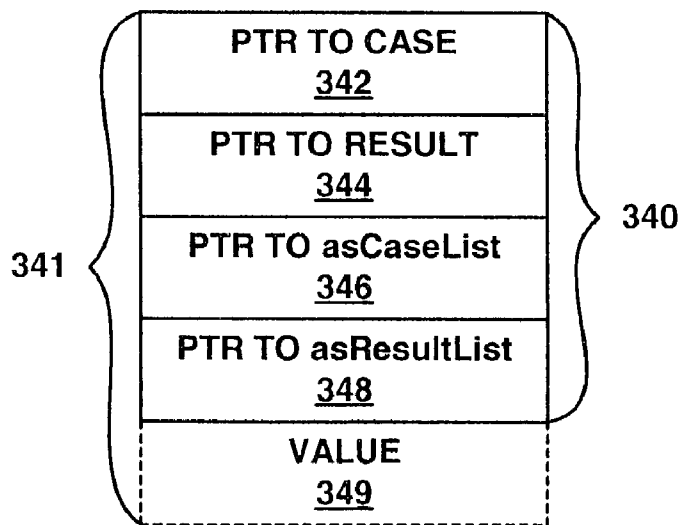 PTR TO CASE
342
PTR TO RESULT
344
340
PTR TO asCaseList
346
341
PTR TO asResultList
348
VALUE
349